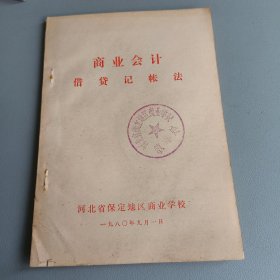 商业会计
借贷记帐法
河北省保定地区商业学校
一九八〇年九月一日